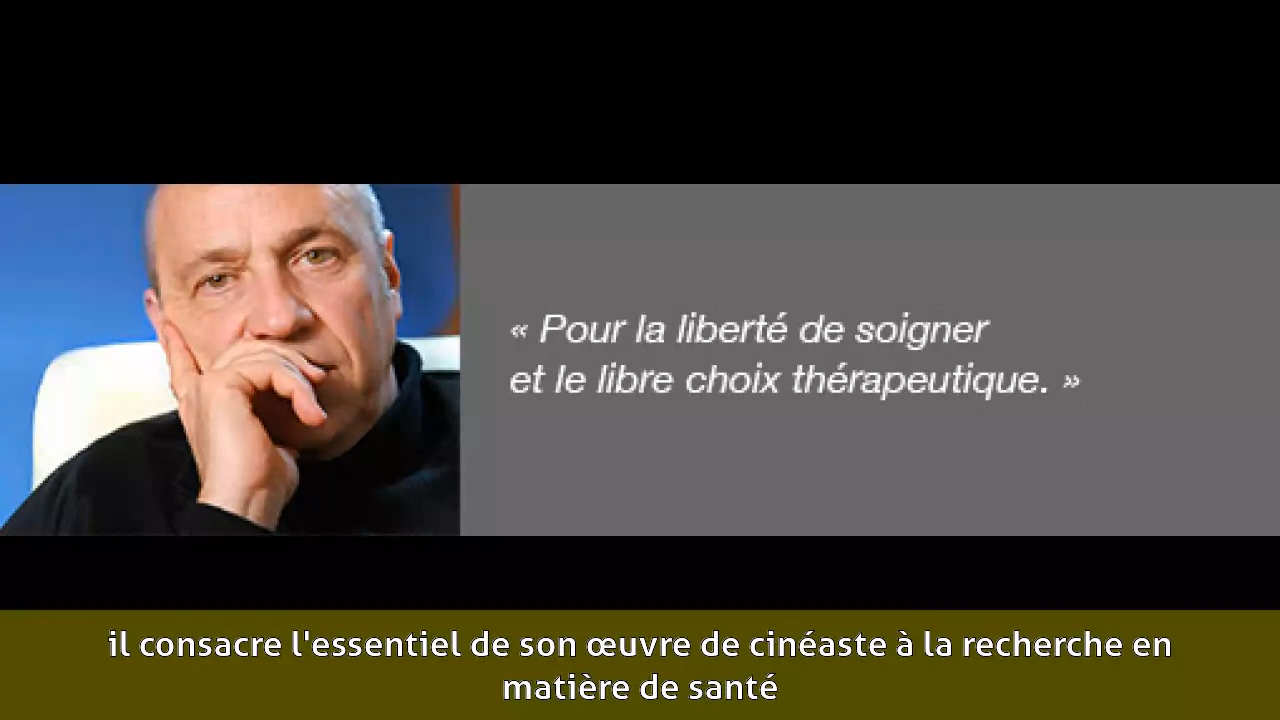 « Pour la liberté de soigner
et le libre choix thérapeutique. »
il consacre l'essentiel de son œuvre de cinéaste à la recherche en
matière de santé